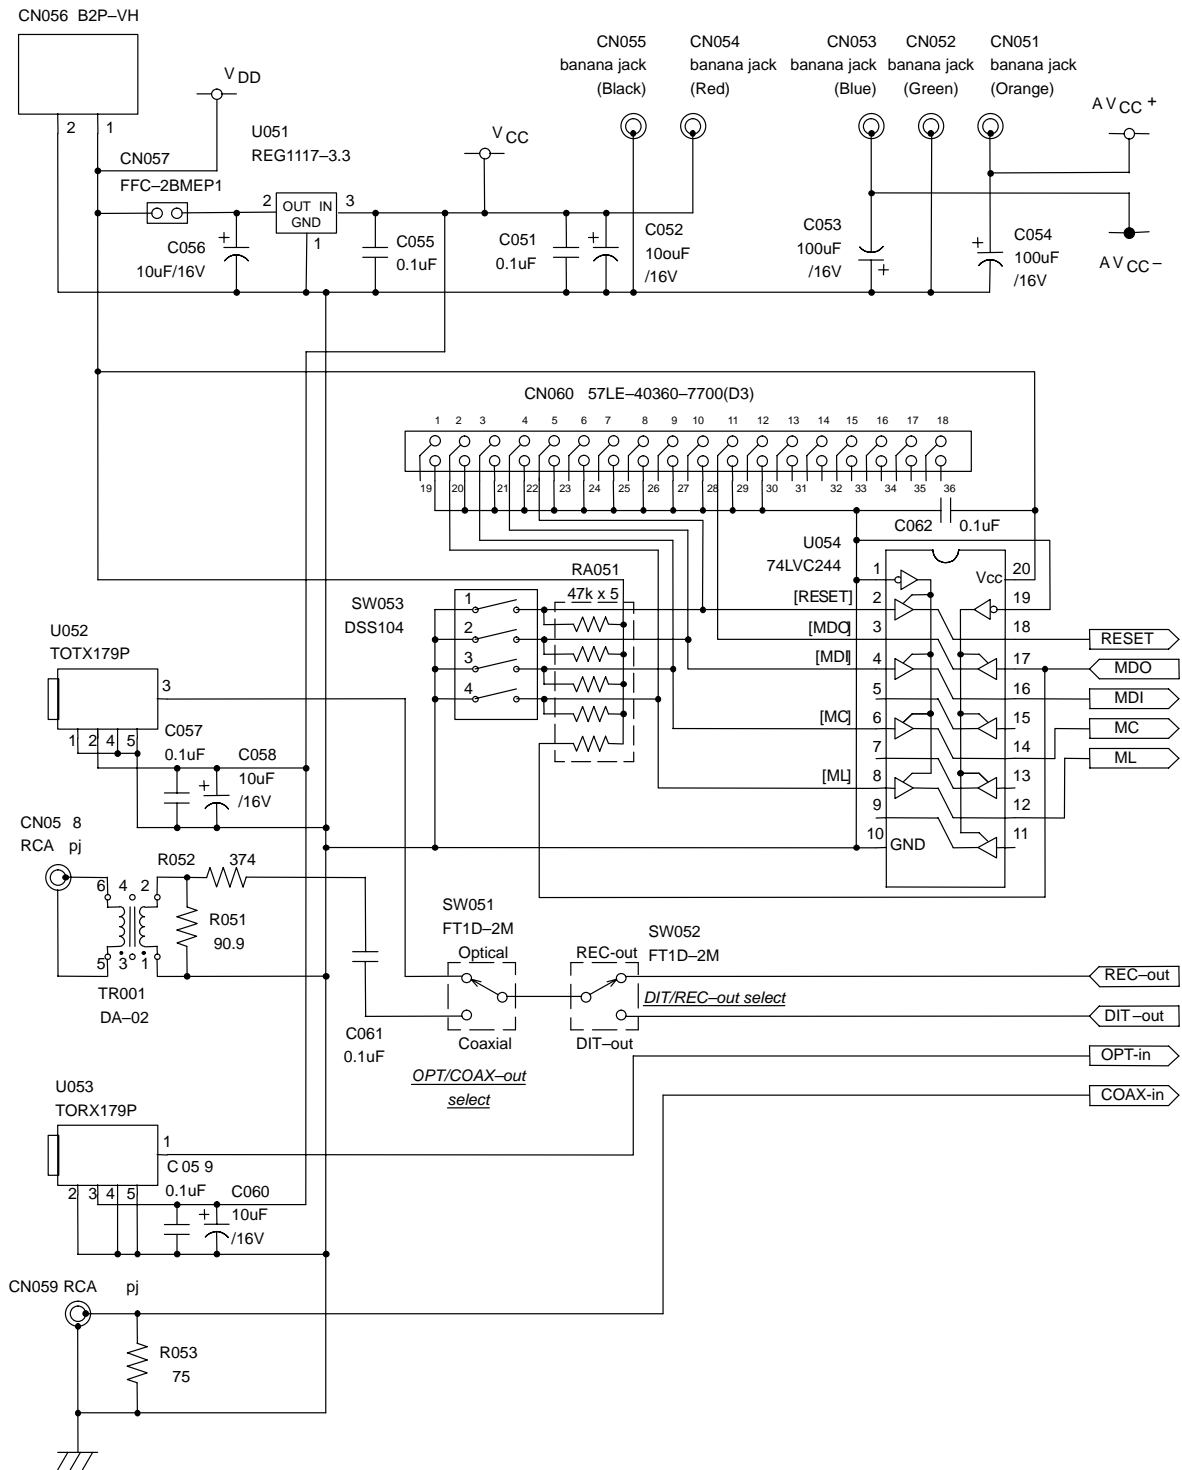 CN056 B2P–VH
2 1
V DD
CN057
FFC–2BMEP1
U051
REG1117–3.3
2 OUT IN 3
GND
1
C056
10uF/16V
+
C055
0.1uF
V CC
C051
0.1uF
+
C052
10ouF
/16V
CN055
banana jack
(Black)
CN054
banana jack
(Red)
CN053
banana jack
(Blue)
CN052
banana jack
(Green)
CN051
banana jack
(Orange)
AVCC+
AVCC–
C053
100uF
/16V
+
+
C054
100uF
/16V
CN060 57LE–40360–7700(D3)
1 2 3 4 5 6 7 8 9 10 11 12 13 14 15 16 17 18
19 20 21 22 23 24 25 26 27 28 29 30 31 32 33 34 35 36
C062 0.1uF
U054
74LVC244
RA051
47k x 5
SW053
DSS104
1
2
3
4
[RESET]
[MDO]
[MDI]
[MC]
[ML]
1
2
3
4
5
6
7
8
9
10 GND
Vcc 20
19
18
17
16
15
14
13
12
11
RESET
MDO
MDI
MC
ML
U052
TOTX179P
3
1 2 4 5
C057
0.1uF
C058
10uF
/16V
+
CN05 8
RCA pj
R052 374
6 4 2
R051
90.9
5 3 1
TR001
DA–02
C061
0.1uF
SW051
FT1D–2M
Optical
Coaxial
OPT/COAX–out
select
SW052
FT1D–2M
REC-out
DIT–out
DIT/REC–out select
REC–out
DIT–out
OPT-in
COAX-in
U053
TORX179P
1
2 3 4 5
C 05 9
0.1uF
C060
10uF
/16V
+
CN059 RCA pj
R053
75